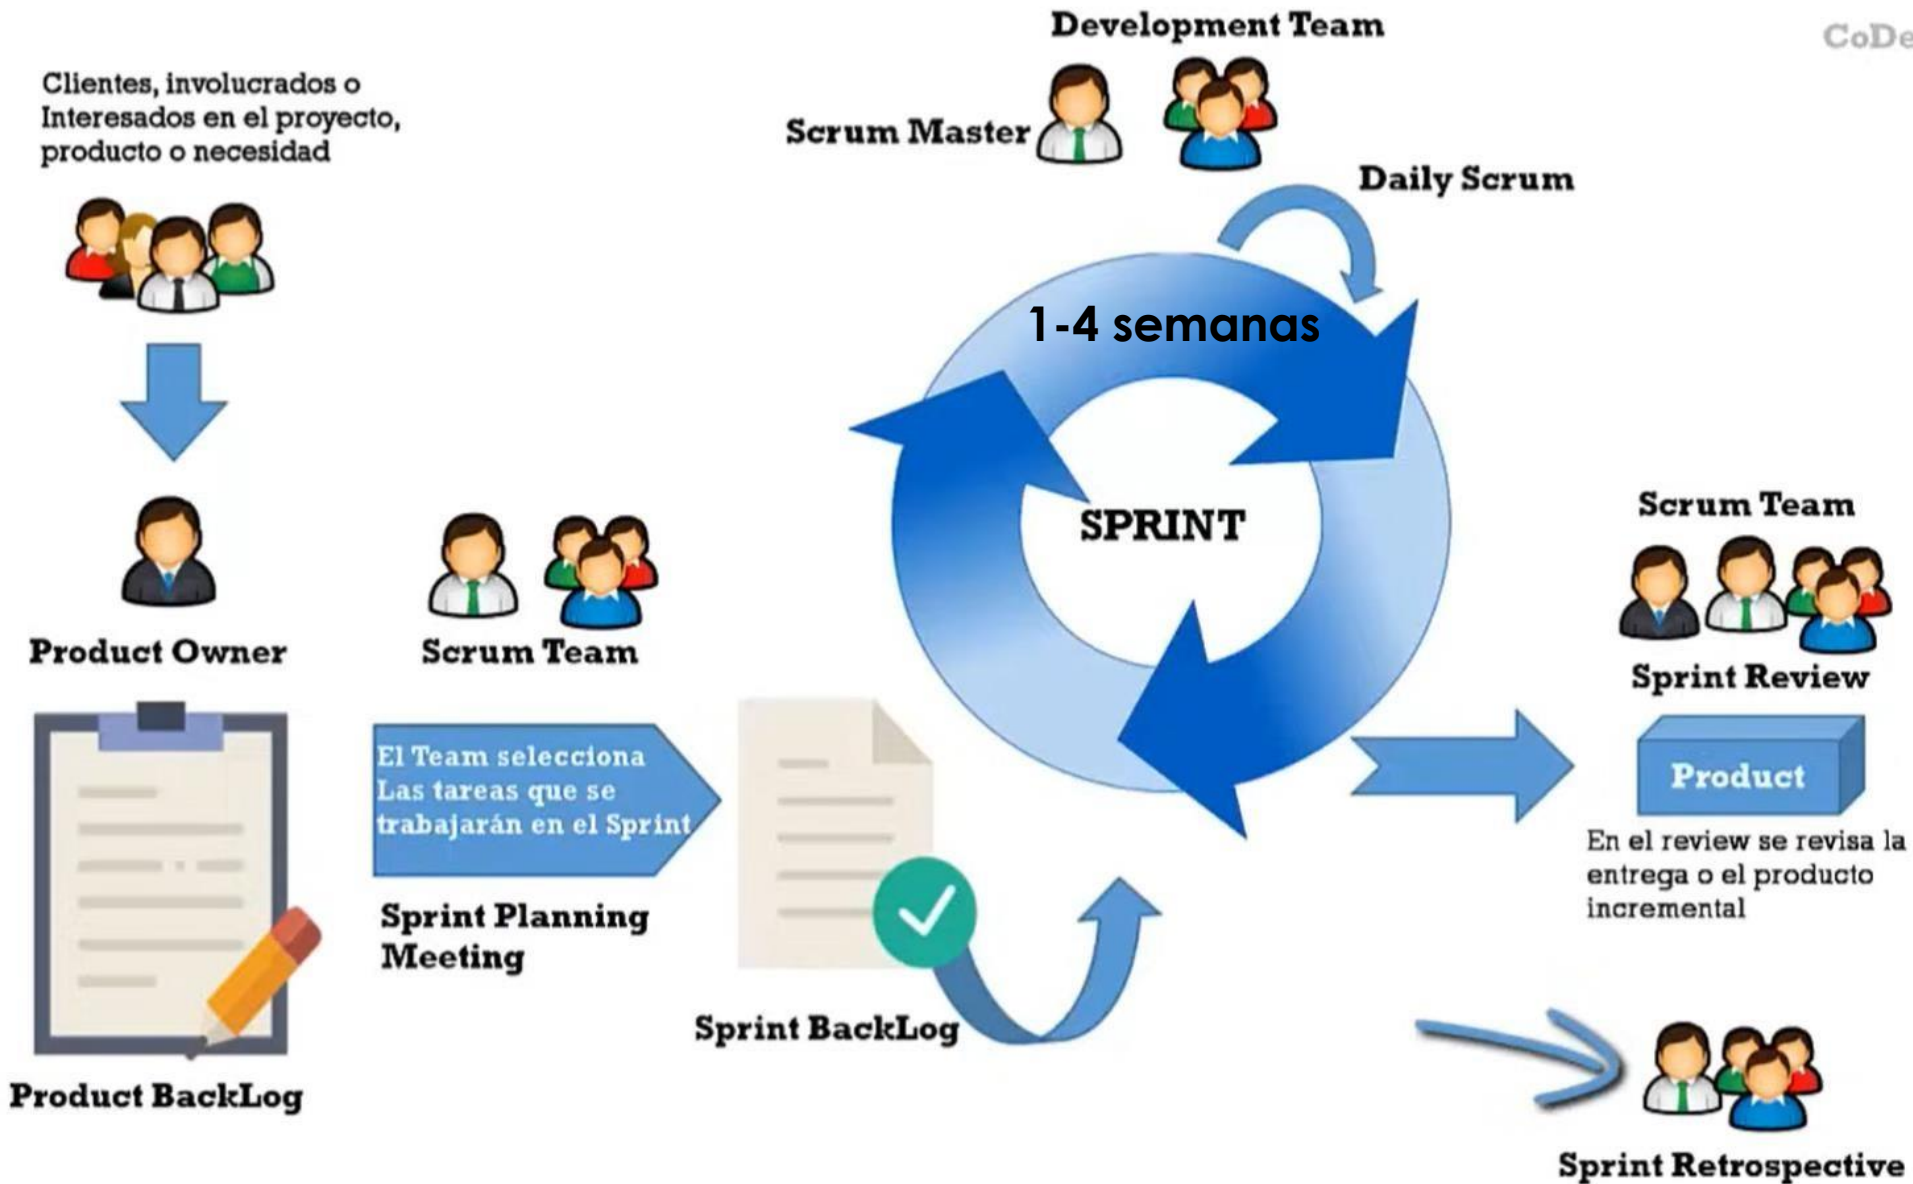 Development Team
CoDe
Clientes, involucrados o
Interesados en el proyecto,
producto o necesidad
Scrum Master
Daily Scrum
1-4 semanas
SPRINT
Product Owner
Scrum Team
Scrum Team
Sprint Review
El Team selecciona
Las tareas que se
trabajarán en el Sprint
Product
En el review se revisa la
entrega o el producto
incremental
Sprint Planning
Meeting
Sprint BackLog
Product BackLog
Sprint Retrospective